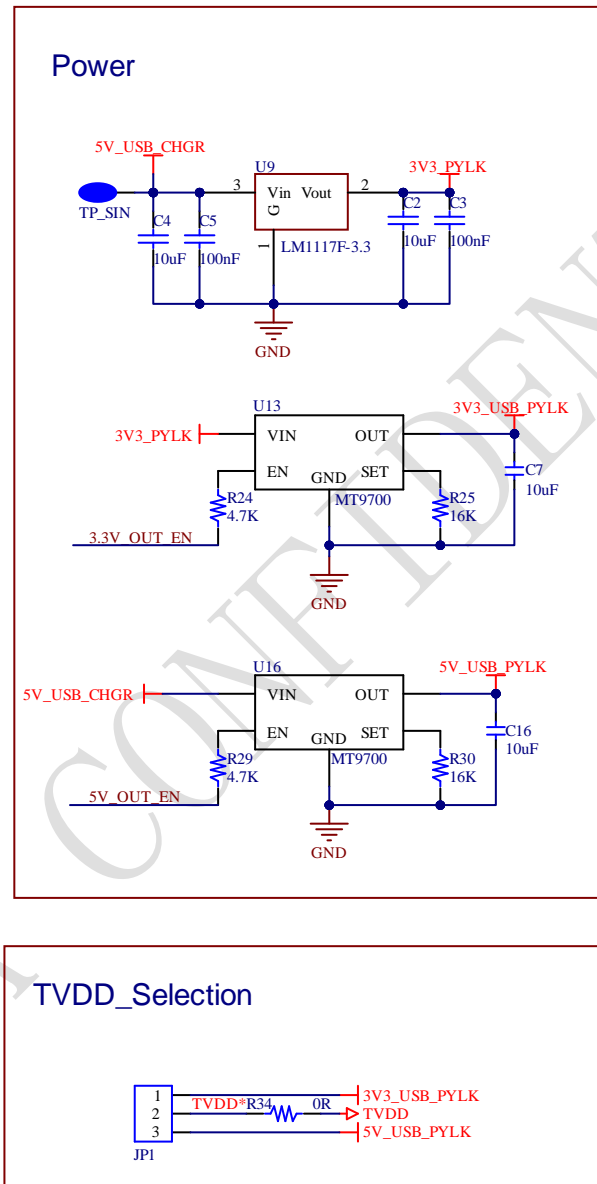 Power
5V_USB_CHGR
U9
3V3_PYLK
3
Vin
Vout
2
G
TP_SIN
C4
C5
C2
C3
1
10uF
100nF
LM1117F-3.3
10uF
100nF
GND
U13
3V3_USB_PYLK
3V3_PYLK
VIN
OUT
EN
GND
SET
C7
10uF
R24
4.7K
MT9700
R25
16K
3.3V_OUT_EN
GND
U16
5V_USB_PYLK
5V_USB_CHGR
VIN
OUT
EN
GND
SET
C16
10uF
R29
4.7K
MT9700
R30
16K
5V_OUT_EN
GND
TVDD_Selection
1
3V3_USB_PYLK
2
TVDD*
R34
0R
TVDD
3
5V_USB_PYLK
JP1
CONFIDEN